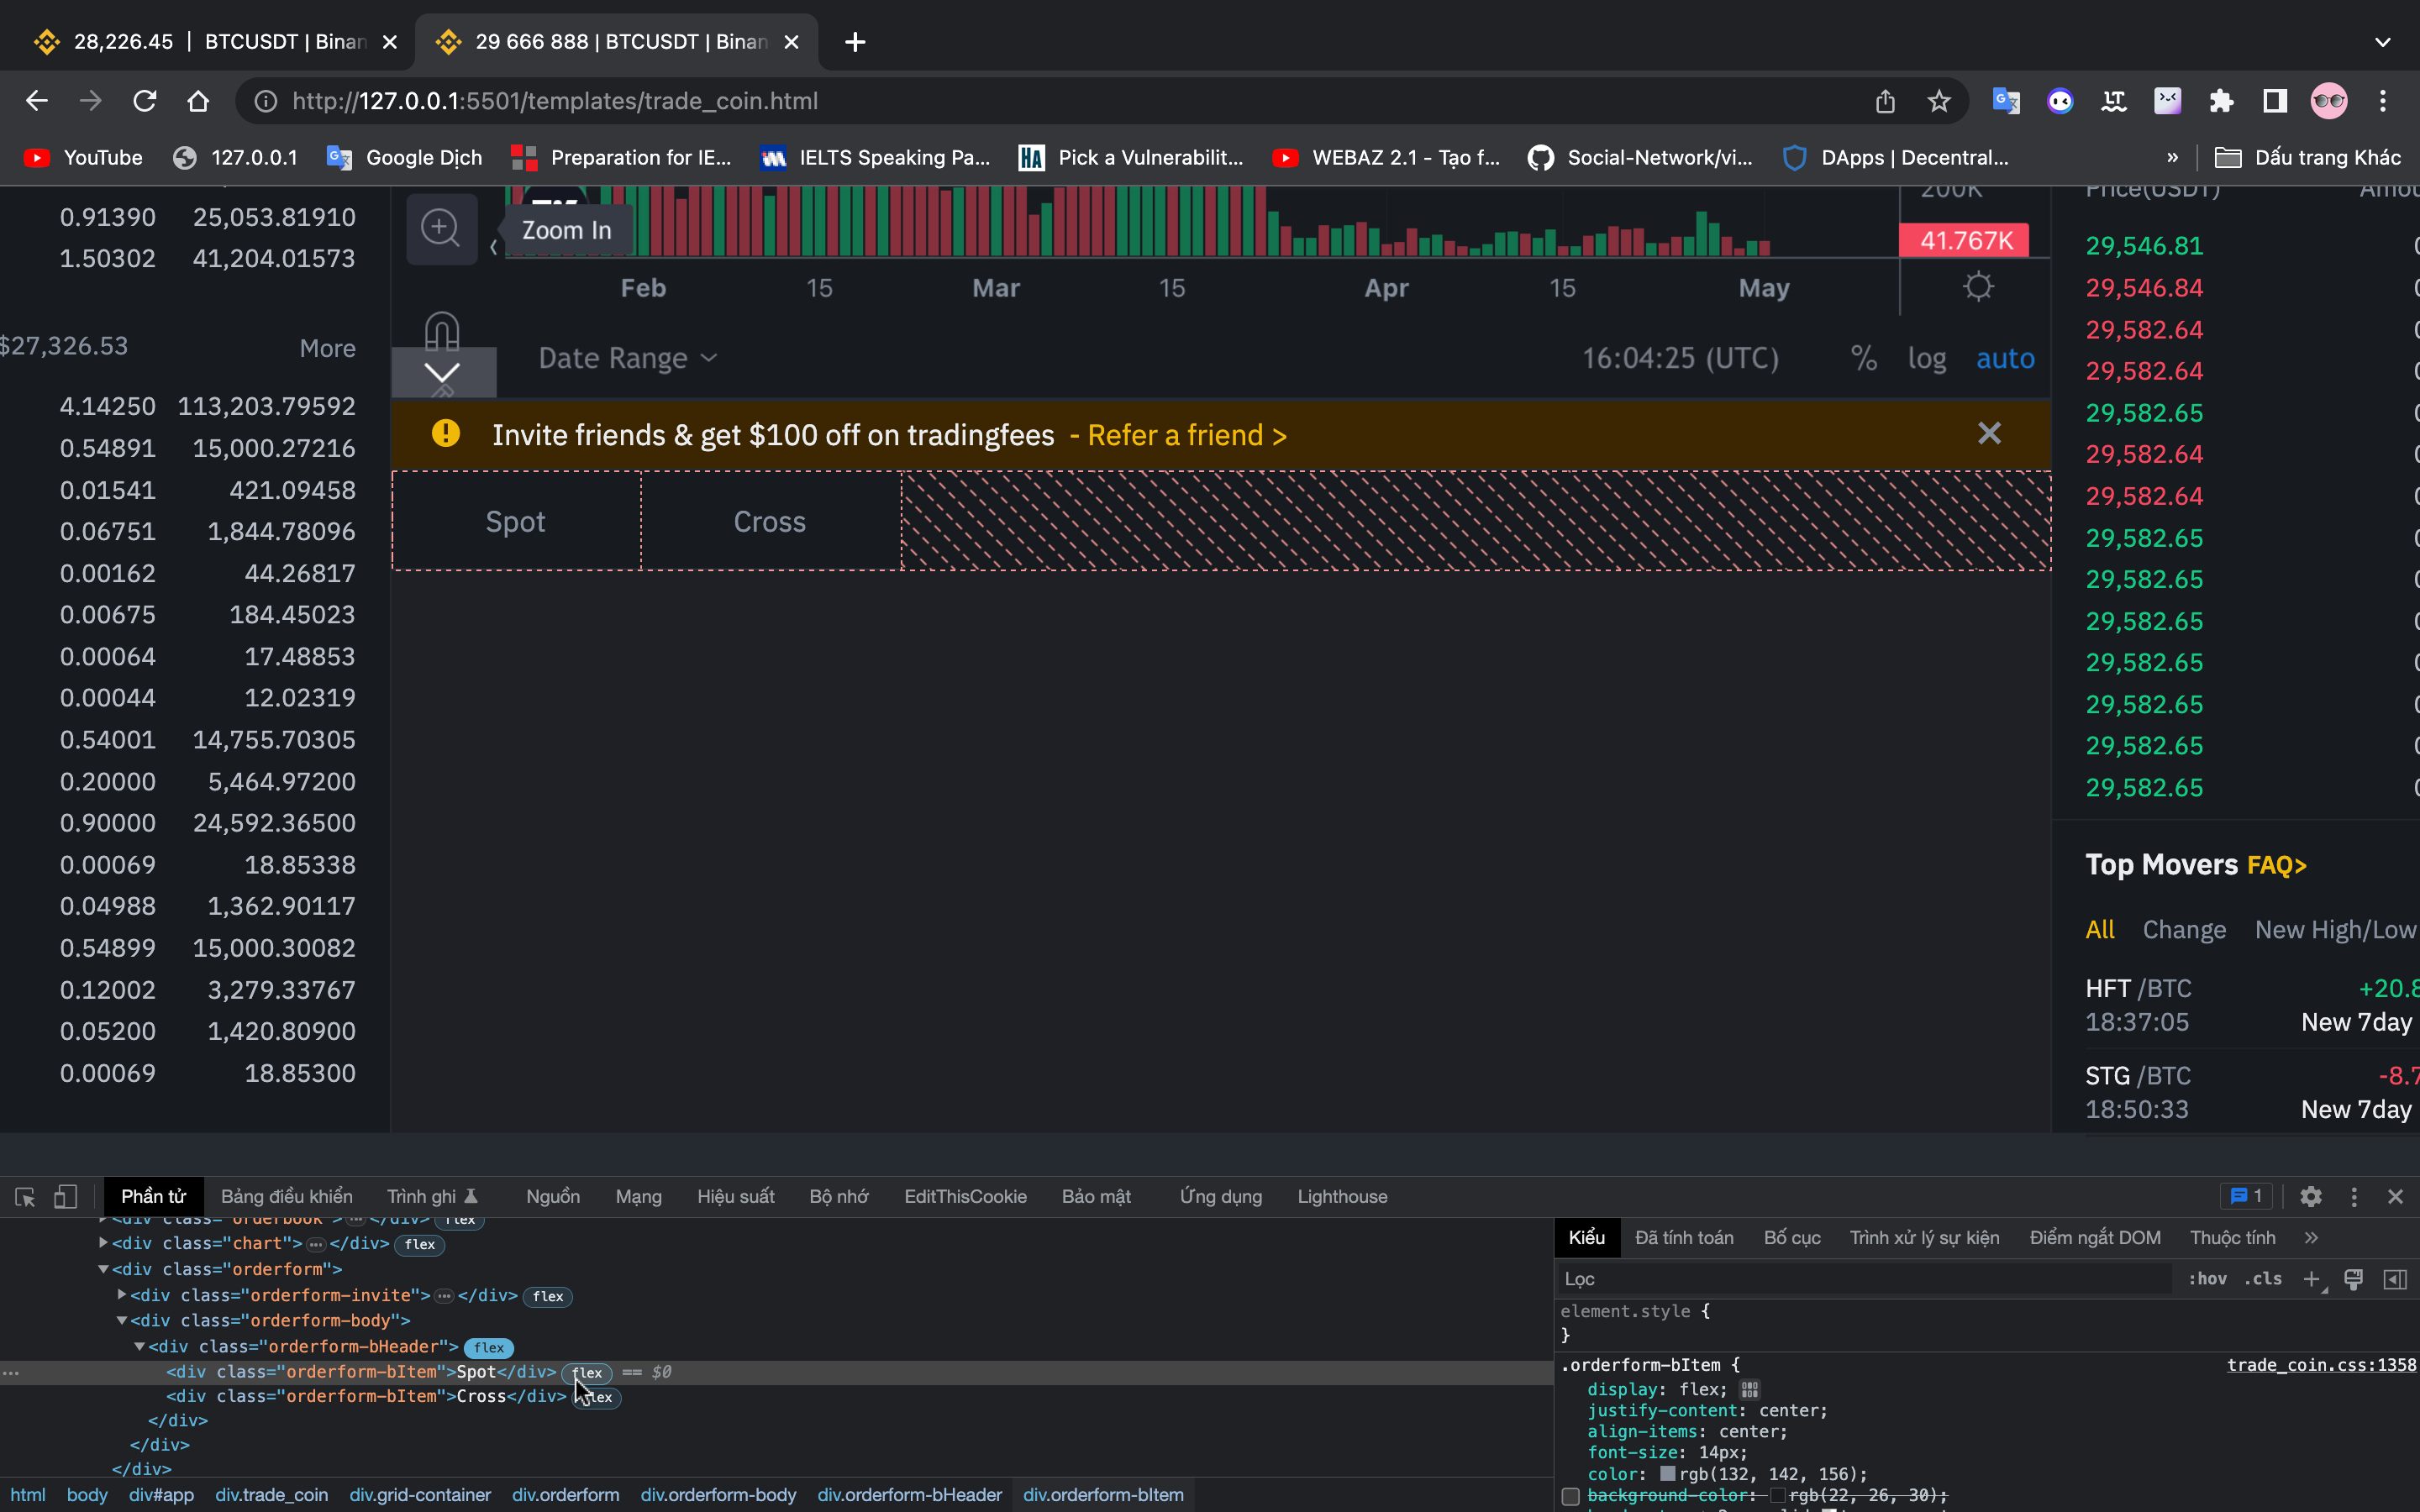 28,226.45 | BTCUSDT | Binan
29 666 888 | BTCUSDT | Binan
http://127.0.0.1:5501/templates/trade_coin.html
YouTube
127.0.0.1
Google Dịch
Preparation for IE...
IELTS Speaking Pa...
Pick a Vulnerabilit...
WEBAZ 2.1 - Tạo f...
Social-Network/vi...
DApps | Decentral...
»
Dấu trang Khác
0.91390 25,053.81910
1.50302 41,204.01573
$27,326.53 More
4.14250 113,203.79592
0.54891 15,000.27216
0.01541 421.09458
0.06751 1,844.78096
0.00162 44.26817
0.00675 184.45023
0.00064 17.48853
0.00044 12.02319
0.54001 14,755.70305
0.20000 5,464.97200
0.90000 24,592.36500
0.00069 18.85338
0.04988 1,362.90117
0.54899 15,000.30082
0.12002 3,279.33767
0.05200 1,420.80900
0.00069 18.85300
Zoom In
200K
41.767K
Feb 15 Mar 15 Apr 15 May
Date Range
16:04:25 (UTC) % log auto
Invite friends & get $100 off on tradingfees - Refer a friend >
Spot Cross
Price(USDT) Amou
29,546.81
29,546.84
29,582.64
29,582.64
29,582.65
29,582.64
29,582.64
29,582.65
29,582.65
29,582.65
29,582.65
29,582.65
29,582.65
29,582.65
Top Movers FAQ>
All Change New High/Low
HFT /BTC +20.8
18:37:05 New 7day
STG /BTC -8.7
18:50:33 New 7day
Phần tử Bảng điều khiển Trình ghi Nguồn Mạng Hiệu suất Bộ nhớ EditThisCookie Bảo mật Ứng dụng Lighthouse 1
<div class="orderbook">…</div> flex
<div class="chart">…</div> flex
<div class="orderform">
<div class="orderform-invite">…</div> flex
<div class="orderform-body">
<div class="orderform-bHeader"> flex
<div class="orderform-bItem">Spot</div> flex == $0
<div class="orderform-bItem">Cross</div> flex
</div>
</div>
</div>
html body div#app div.trade_coin div.grid-container div.orderform div.orderform-body div.orderform-bHeader div.orderform-bItem
Kiểu Đã tính toán Bố cục Trình xử lý sự kiện Điểm ngắt DOM Thuộc tính »
Lọc :hov .cls
element.style {
}
.orderform-bItem { trade_coin.css:1358
display: flex;
justify-content: center;
align-items: center;
font-size: 14px;
color: rgb(132, 142, 156);
background-color: rgb(22, 26, 30);